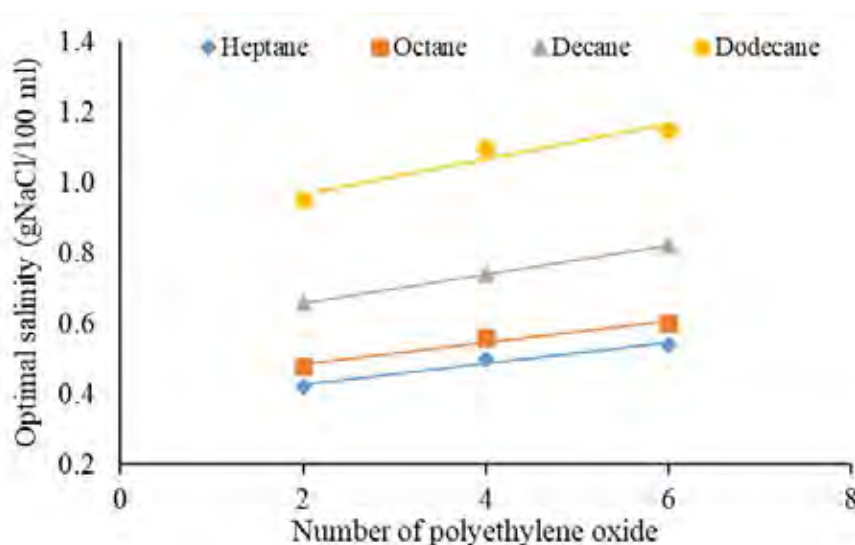 Heptane Octane Decane Dodecane
Optimal salinity (gNaCl/100 ml)
1.4
1.2
1.0
0.8
0.6
0.4
0.2
0 2 4 6 8
Number of polyethylene oxide